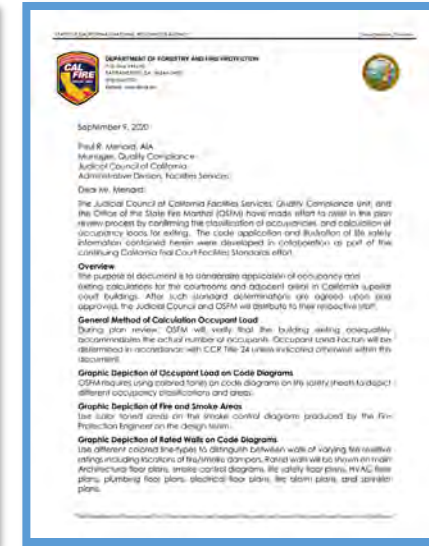 STATE OF CALIFORNIA NATURAL RESOURCES AGENCY
CAL FIRE
DEPARTMENT OF FORESTRY AND FIRE PROTECTION
September 9, 2020
Paul R. Menard, AIA
Manager, Quality Compliance
Judicial Council of California
Administrative Division, Facilities Services
Dear Mr. Menard:
The Judicial Council of California Facilities Services, Quality Compliance unit, and
the Office of the State Fire Marshal (OSFM) have made effort to assist in the plan
review process by confirming the classification of occupancies, and calculation of
occupancy loads for exiting. The code application and illustration of life safety
information contained herein were developed in collaboration as part of the
continuing California Trial Court Facilities Standards effort.
Overview
The purpose of document is to standardize application of occupancy and
exiting calculations for the courtrooms and adjacent areas in California superior
court buildings. After such standard determinations are agreed upon and
approved, the Judicial Council and OSFM will distribute to their respective staff.
General Method of Calculation Occupant Load
During plan review, OSFM will verify that the building exiting adequately
accommodates the actual number of occupants. Occupant Load Factors will be
determined in accordance with CCR Title 24 unless indicated otherwise within this
document.
Graphic Depiction of Occupant Load on Code Diagrams
OSFM requires using colored tones on code diagrams on life safety sheets to depict
different occupancy classifications and areas.
Graphic Depiction of Fire and Smoke Areas
Use color toned areas on the smoke control diagrams produced by the Fire
Protection Engineer on the design team.
Graphic Depiction of Rated Walls on Code Diagrams
Use different colored line-types to distinguish between walls of varying fire resistive
ratings including locations of fire/smoke dampers. Rated walls will be shown on main
Architectural floor plans, smoke control diagrams, life safety floor plans, HVAC floor
plans, plumbing floor plans, electrical floor plans, fire alarm plans, and sprinkler
plans.